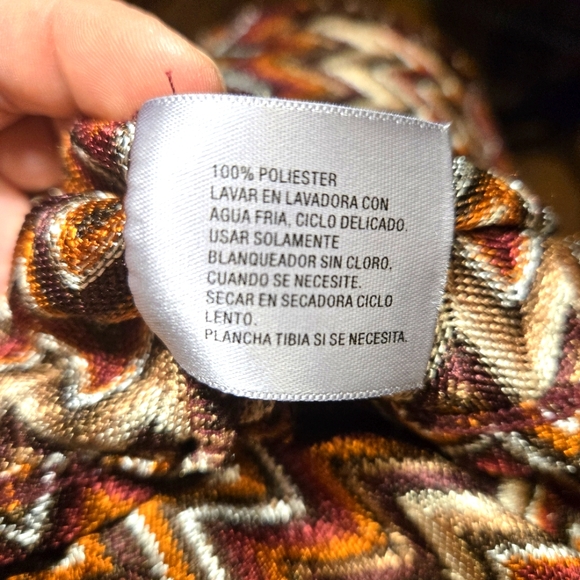 100% POLIESTER
LAVAR EN LAVADORA CON
AGUA FRIA, CICLO DELICADO.
USAR SOLAMENTE
BLANQUEADOR SIN CLORO,
CUANDO SE NECESITE.
SECAR EN SECADORA CICLO
LENTO.
PLANCHA TIBIA SI SE NECESITA.